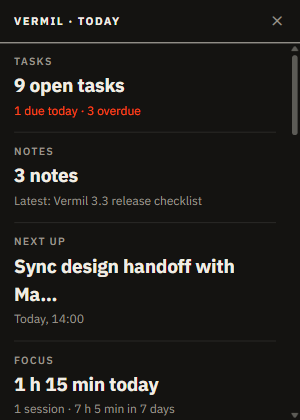 VERMIL · TODAY
TASKS
9 open tasks
1 due today · 3 overdue
NOTES
3 notes
Latest: Vermil 3.3 release checklist
NEXT UP
Sync design handoff with
Ma…
Today, 14:00
FOCUS
1 h 15 min today
1 session · 7 h 5 min in 7 days